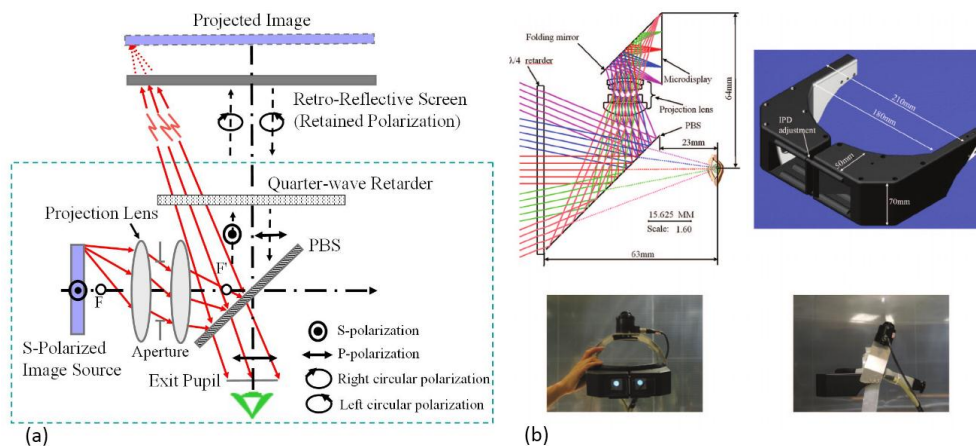 Projected Image
Retro-Reflective Screen
(Retained Polarization)
Quarter-wave Retarder
Projection Lens
PBS
F
F'
S-Polarized
Image Source
Aperture
Exit Pupil
S-polarization
P-polarization
Right circular polarization
Left circular polarization
(a)
Folding mirror
λ/4 retarder
Microdisplay
Projection lens
PBS
23mm
64mm
15.625 MM
Scale: 1.60
63mm
210mm
180mm
IPD
adjustment
50mm
70mm
(b)